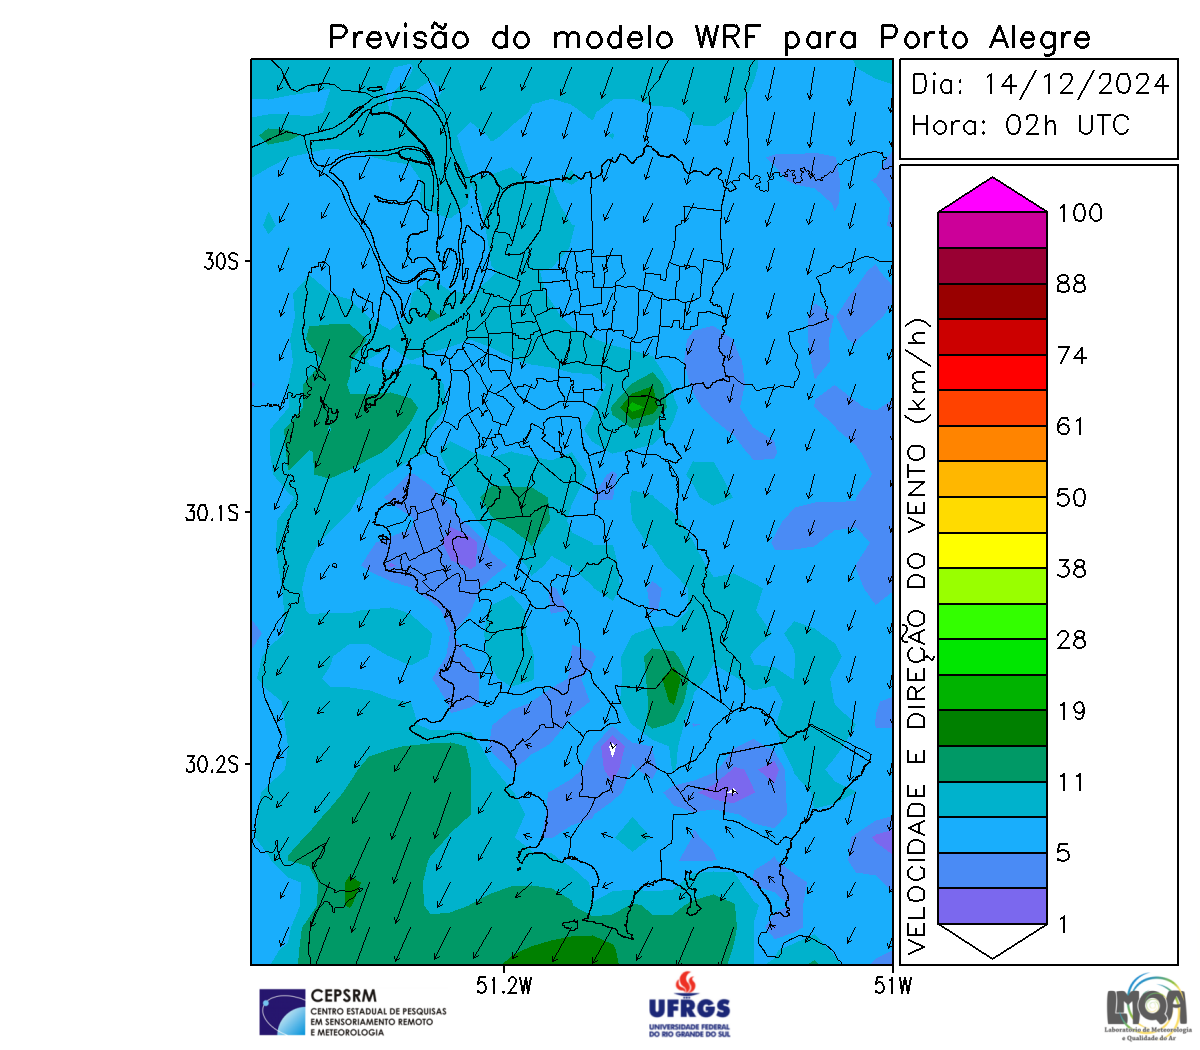 Previsão do modelo WRF para Porto Alegre
Dia: 14/12/2024
Hora: 02h UTC
100
88
74
61
50
38
28
19
11
5
1
VELOCIDADE E DIREÇÃO DO VENTO (km/h)
30S
30.1S
30.2S
51.2W
51W
CEPSRM
CENTRO ESTADUAL DE PESQUISAS
EM SENSORIAMENTO REMOTO
E METEOROLOGIA
UFRGS
UNIVERSIDADE FEDERAL
DO RIO GRANDE DO SUL
LMQA
Laboratório de Meteorologia
e Qualidade do Ar